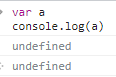 var a
console.log(a)
undefined
undefined